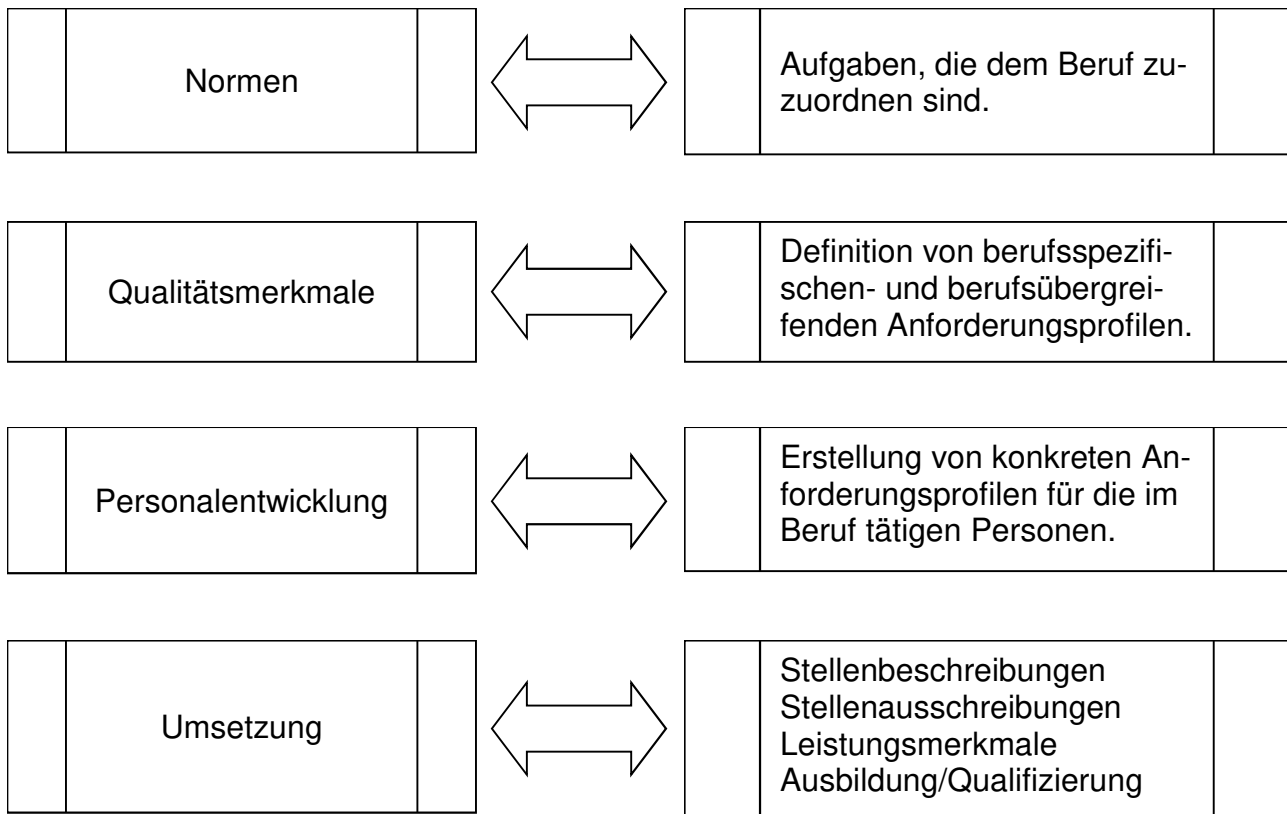 Normen
Aufgaben, die dem Beruf zu-
zuordnen sind.
Qualitätsmerkmale
Definition von berufsspezifi-
schen- und berufsübergrei-
fenden Anforderungsprofilen.
Personalentwicklung
Erstellung von konkreten An-
forderungsprofilen für die im
Beruf tätigen Personen.
Umsetzung
Stellenbeschreibungen
Stellenausschreibungen
Leistungsmerkmale
Ausbildung/Qualifizierung